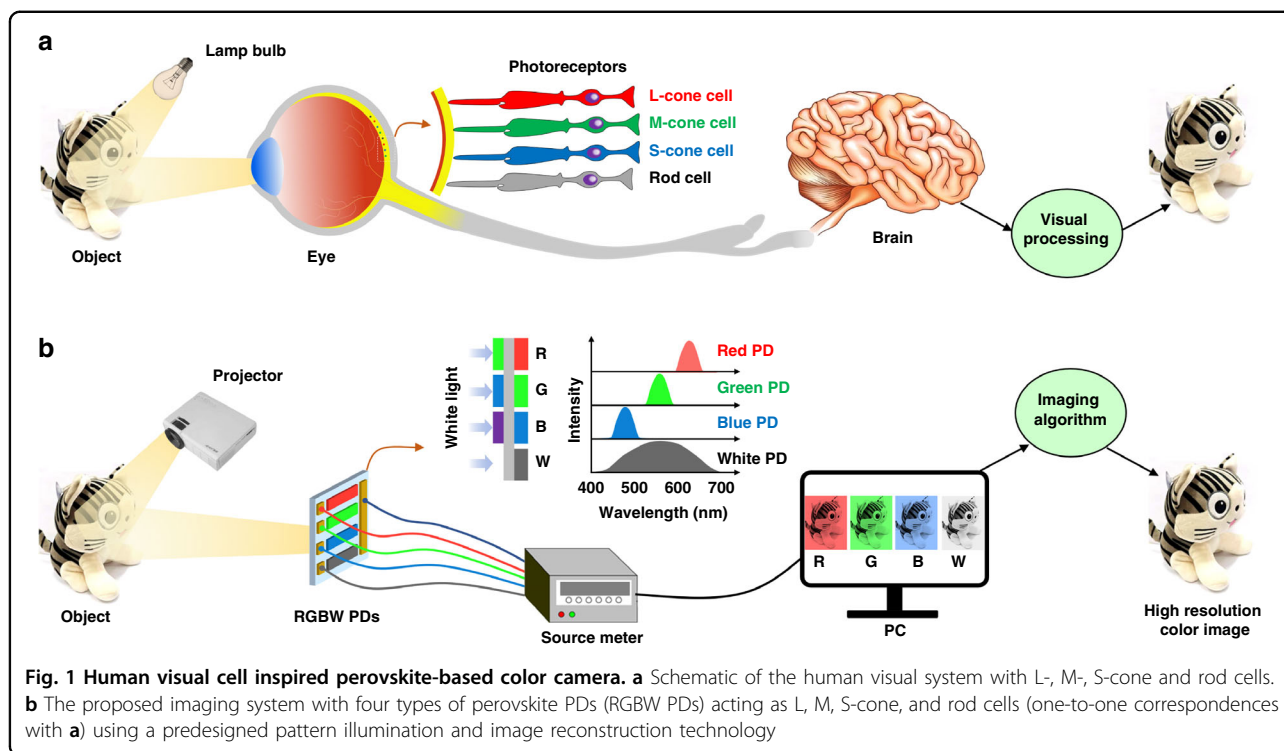 a
Lamp bulb
Photoreceptors
L-cone cell
M-cone cell
S-cone cell
Rod cell
Object
Eye
Brain
Visual
processing
b
Projector
White light
R
G
B
W
Intensity
Red PD
Green PD
Blue PD
White PD
400 500 600 700
Wavelength (nm)
Imaging
algorithm
R G B W
Object
RGBW PDs
Source meter
PC
High resolution
color image
Fig. 1 Human visual cell inspired perovskite-based color camera. a Schematic of the human visual system with L-, M-, S-cone and rod cells.
b The proposed imaging system with four types of perovskite PDs (RGBW PDs) acting as L, M, S-cone, and rod cells (one-to-one correspondences
with a) using a predesigned pattern illumination and image reconstruction technology